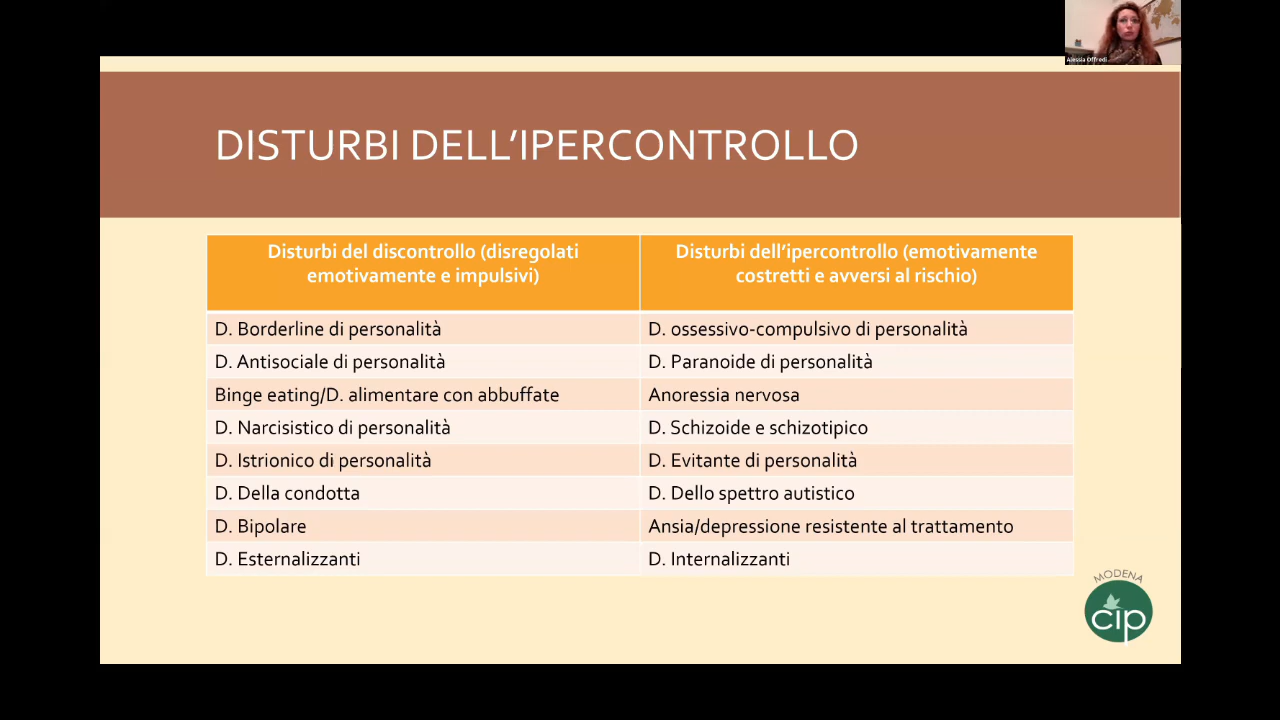 Alessia Offredi
DISTURBI DELL'IPERCONTROLLO
Disturbi del discontrollo (disregolati
emotivamente e impulsivi)
Disturbi dell'ipercontrollo (emotivamente
costretti e avversi al rischio)
D. Borderline di personalità
D. ossessivo-compulsivo di personalità
D. Antisociale di personalità
D. Paranoide di personalità
Binge eating/D. alimentare con abbuffate
Anoressia nervosa
D. Narcisistico di personalità
D. Schizoide e schizotipico
D. Istrionico di personalità
D. Evitante di personalità
D. Della condotta
D. Dello spettro autistico
D. Bipolare
Ansia/depressione resistente al trattamento
D. Esternalizzanti
D. Internalizzanti
MODENA
cip